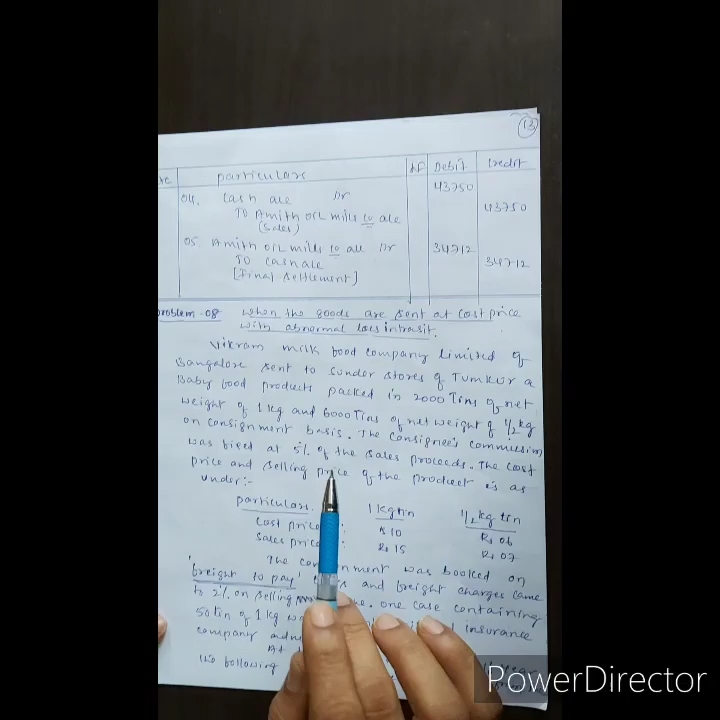 13
particulars LF Debit Credit
04. Cash a/c Dr 43750
TO Amith oil mills co a/c 43750
(sales)
05. Amith oil mills co a/c Dr 34712
TO cash a/c 34712
[Final settlement]
problem-08 when the goods are sent at cost price
with abnormal loss intrasit.
Vikram milk food company limited of
Bangalore sent to sunder stores of Tumkur a
Baby food products packed in 2000 Tins of net
weight of 1 kg and 6000 Tins of net weight of 1/2 kg
on consignment basis. The consignee's commission
was fixed at 5% of the sales proceeds. The cost
price and selling price of the product is as
under:-
particulars 1 kg tin 1/2 kg tin
cost price : Rs 10 Rs 06
sales price : Rs 15 Rs 07
The was booked on
'freight to pay' and freight charges came
to 2% on selling one case containing
50 tin of 1 kg insurance
company
At year
the following
PowerDirector